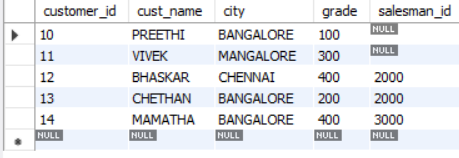 customer_id cust_name city grade salesman_id
10 PREETHI BANGALORE 100 NULL
11 VIVEK MANGALORE 300 NULL
12 BHASKAR CHENNAI 400 2000
13 CHETHAN BANGALORE 200 2000
14 MAMATHA BANGALORE 400 3000
NULL NULL NULL NULL NULL